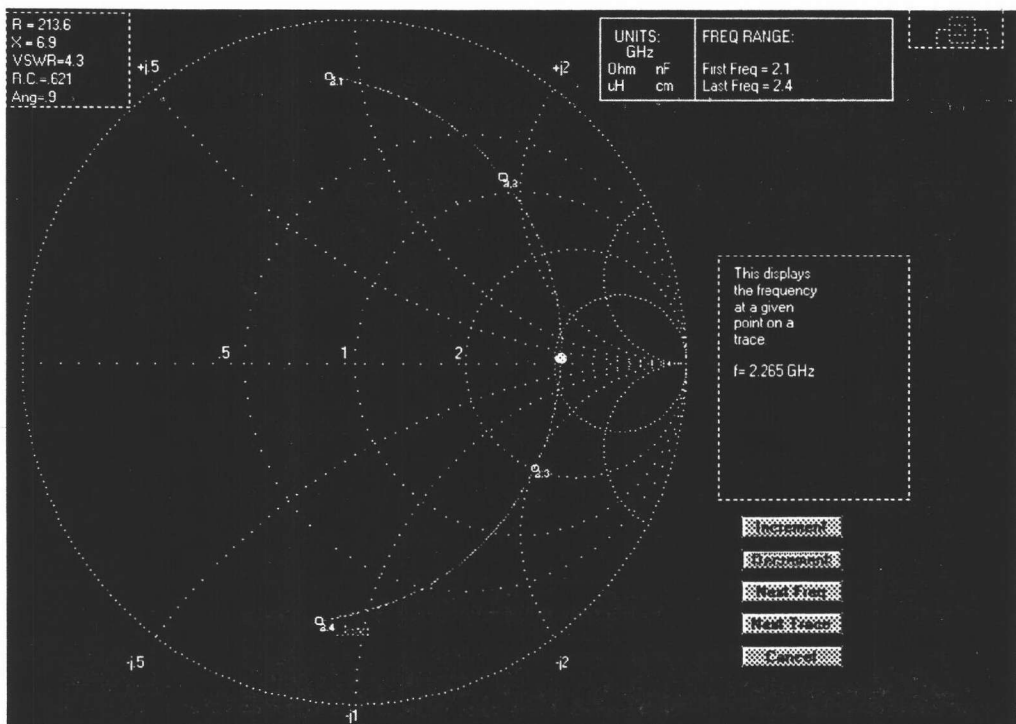 R = 213.6
X = 6.9
VSWR=4.3
R.C.=.621
Ang=.9
UNITS:
GHz
Ohm nF
uH cm
FREQ RANGE:
First Freq = 2.1
Last Freq = 2.4
+j.5
+j2
2.1
.5
1
2
This displays
the frequency
at a given
point on a
trace
f= 2.265 GHz
2.3
2.4
-j.5
-j1
-j2
Increment
Decrement
Next Freq
Next Trace
Cancel